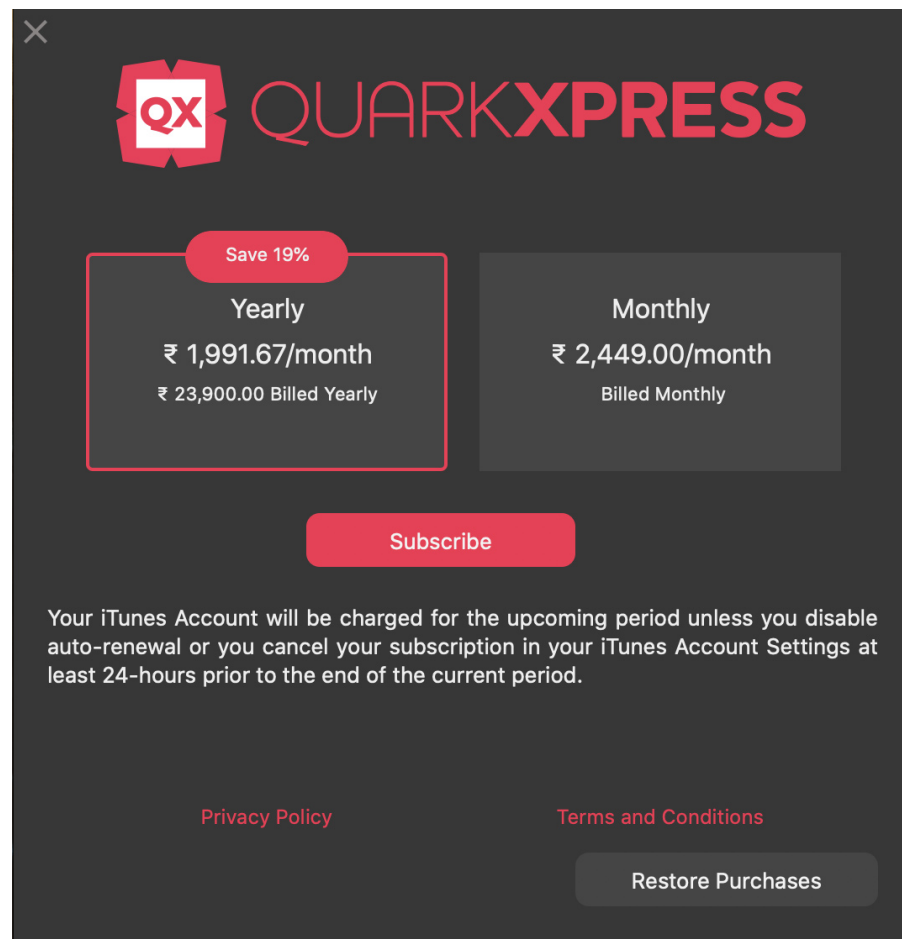 QX QUARKXPRESS
Save 19%
Yearly
₹ 1,991.67/month
₹ 23,900.00 Billed Yearly
Monthly
₹ 2,449.00/month
Billed Monthly
Subscribe
Your iTunes Account will be charged for the upcoming period unless you disable
auto-renewal or you cancel your subscription in your iTunes Account Settings at
least 24-hours prior to the end of the current period.
Privacy Policy
Terms and Conditions
Restore Purchases